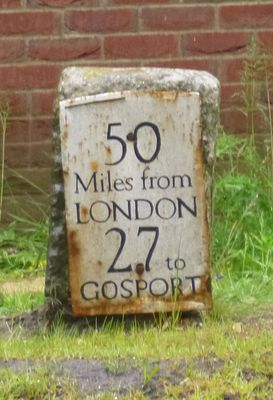 50
Miles from
LONDON
27 to
GOSPORT